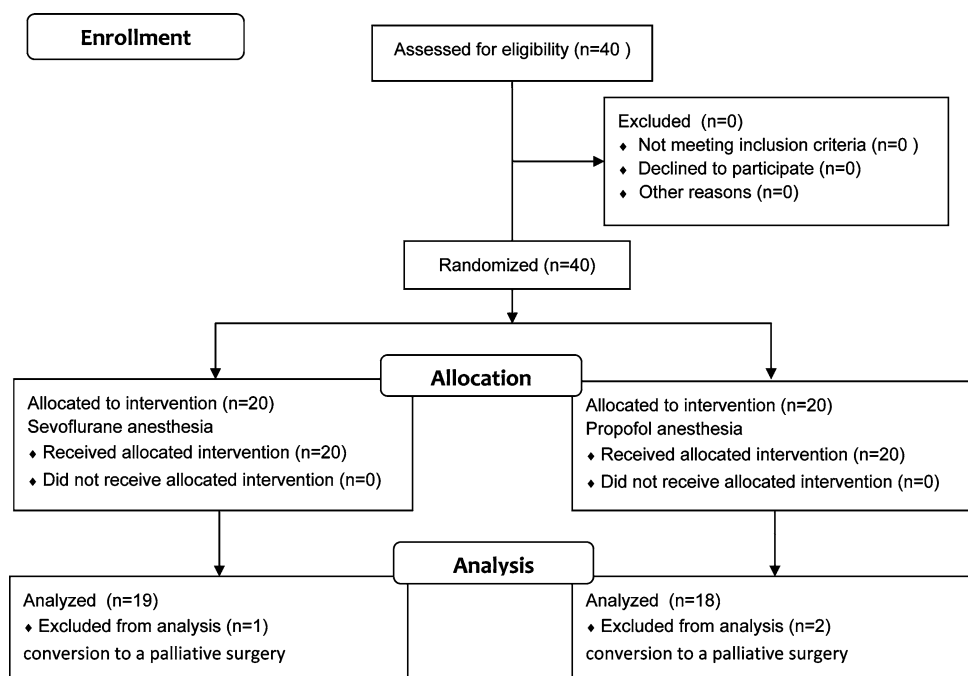 Enrollment
Assessed for eligibility (n=40 )
Excluded (n=0)
♦ Not meeting inclusion criteria (n=0 )
♦ Declined to participate (n=0)
♦ Other reasons (n=0)
Randomized (n=40)
Allocation
Allocated to intervention (n=20)
Sevoflurane anesthesia
♦ Received allocated intervention (n=20)
♦ Did not receive allocated intervention (n=0)
Allocated to intervention (n=20)
Propofol anesthesia
♦ Received allocated intervention (n=20)
♦ Did not receive allocated intervention (n=0)
Analysis
Analyzed (n=19)
♦ Excluded from analysis (n=1)
conversion to a palliative surgery
Analyzed (n=18)
♦ Excluded from analysis (n=2)
conversion to a palliative surgery